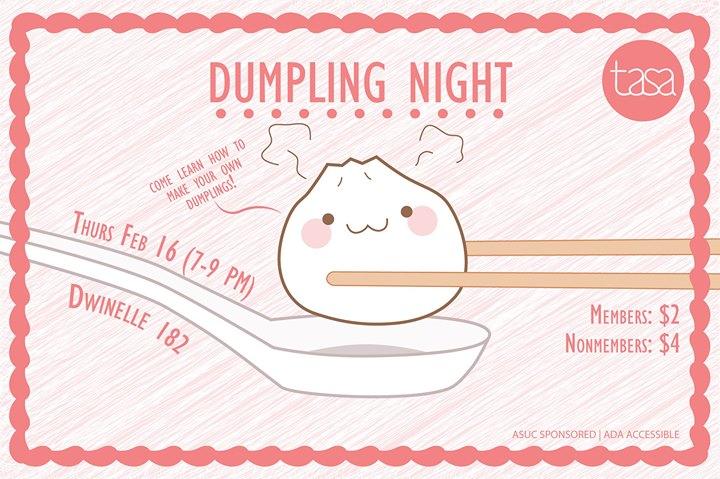 DUMPLING NIGHT
tasa
COME LEARN HOW TO
MAKE YOUR OWN
DUMPLINGS!
THURS FEB 16 (7-9 PM)
DWINELLE 182
MEMBERS: $2
NONMEMBERS: $4
ASUC SPONSORED | ADA ACCESSIBLE